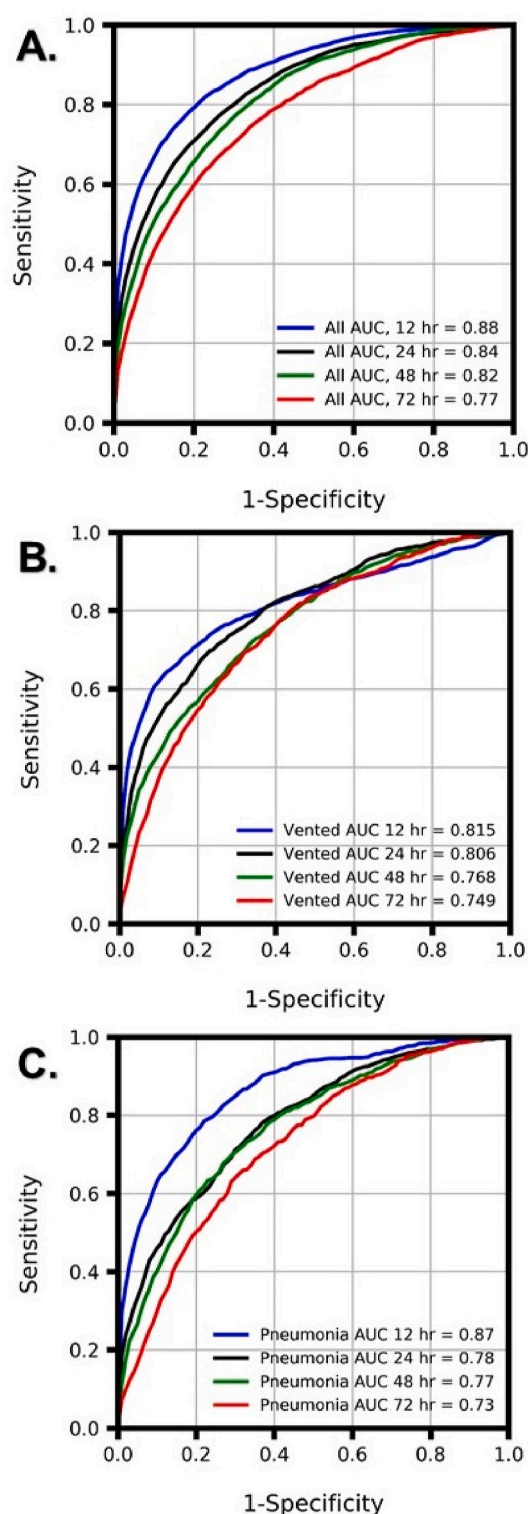 A.
1.0
0.8
0.6
0.4
0.2
0.0
Sensitivity
All AUC, 12 hr = 0.88
All AUC, 24 hr = 0.84
All AUC, 48 hr = 0.82
All AUC, 72 hr = 0.77
0.0 0.2 0.4 0.6 0.8 1.0
1-Specificity
B.
1.0
0.8
0.6
0.4
0.2
0.0
Sensitivity
Vented AUC 12 hr = 0.815
Vented AUC 24 hr = 0.806
Vented AUC 48 hr = 0.768
Vented AUC 72 hr = 0.749
0.0 0.2 0.4 0.6 0.8 1.0
1-Specificity
C.
1.0
0.8
0.6
0.4
0.2
0.0
Sensitivity
Pneumonia AUC 12 hr = 0.87
Pneumonia AUC 24 hr = 0.78
Pneumonia AUC 48 hr = 0.77
Pneumonia AUC 72 hr = 0.73
0.0 0.2 0.4 0.6 0.8 1.0
1-Specificity